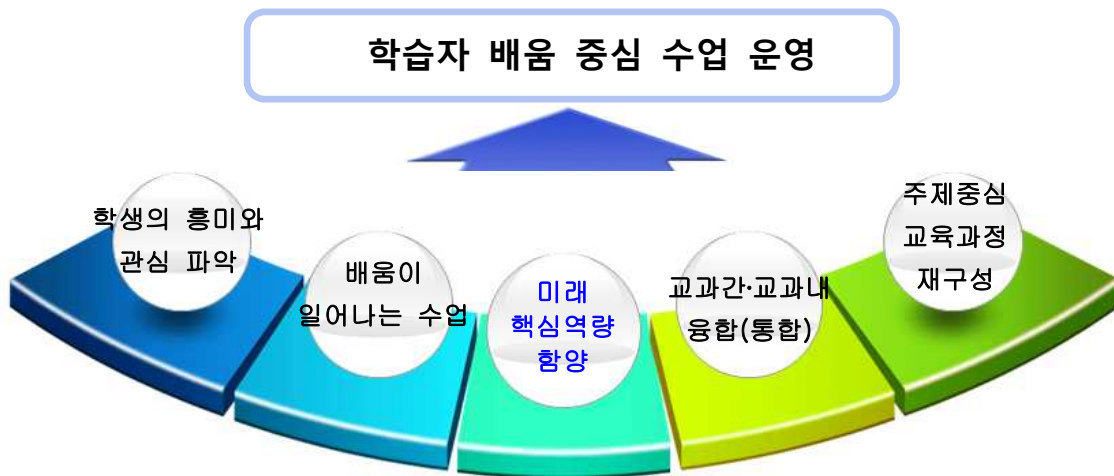 학습자 배움 중심 수업 운영
학생의 흥미와
관심 파악
배움이
일어나는 수업
미래
핵심역량
함양
교과간·교과내
융합(통합)
주제중심
교육과정
재구성